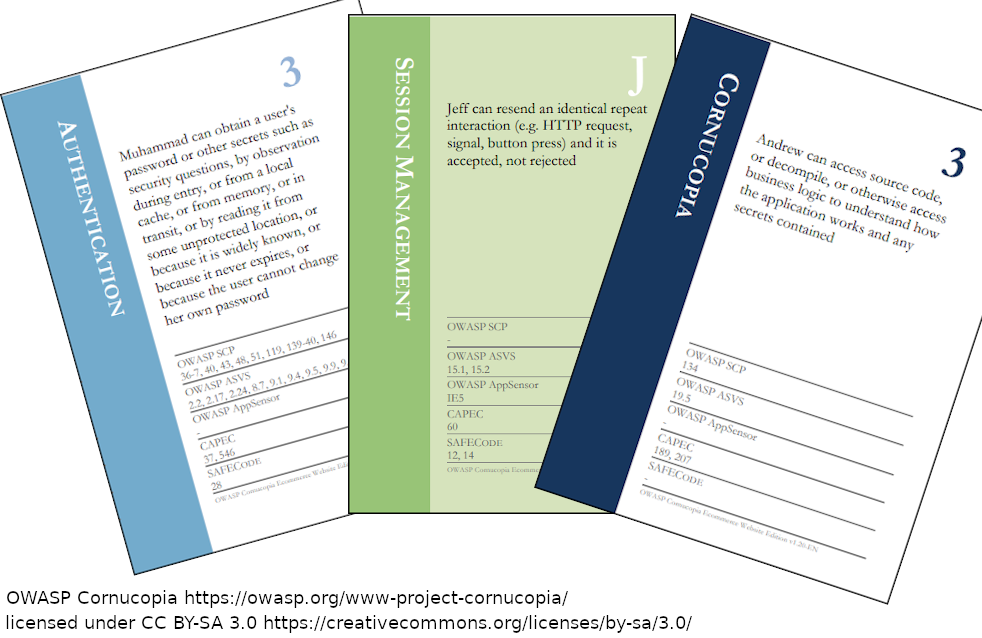 AUTHENTICATION
3
Muhammad can obtain a user's
password or other secrets such as
security questions, by observation
during entry, or from a local
cache, or from memory, or in
transit, or by reading it from
some unprotected location, or
because it is widely known, or
because it never expires, or
because the user cannot change
her own password
OWASP SCP
36-7, 40, 43, 48, 51, 119, 139-40, 146
OWASP ASVS
2.2, 2.17, 2.24, 8.7, 9.1, 9.4, 9.5, 9.9, 9
OWASP AppSensor
-
CAPEC
37, 546
SAFECODE
28
OWASP Cornucopia Ecommerce Website
SESSION MANAGEMENT
J
Jeff can resend an identical repeat
interaction (e.g. HTTP request,
signal, button press) and it is
accepted, not rejected
OWASP SCP
-
OWASP ASVS
15.1, 15.2
OWASP AppSensor
IE5
CAPEC
60
SAFECODE
12, 14
OWASP Cornucopia
CORNUCOPIA
3
Andrew can access source code,
or decompile, or otherwise access
business logic to understand how
the application works and any
secrets contained
OWASP SCP
134
OWASP ASVS
19.5
OWASP AppSensor
-
CAPEC
189, 207
SAFECODE
-
OWASP Cornucopia Ecommerce Website Edition v1.20-EN
OWASP Cornucopia https://owasp.org/www-project-cornucopia/
licensed under CC BY-SA 3.0 https://creativecommons.org/licenses/by-sa/3.0/